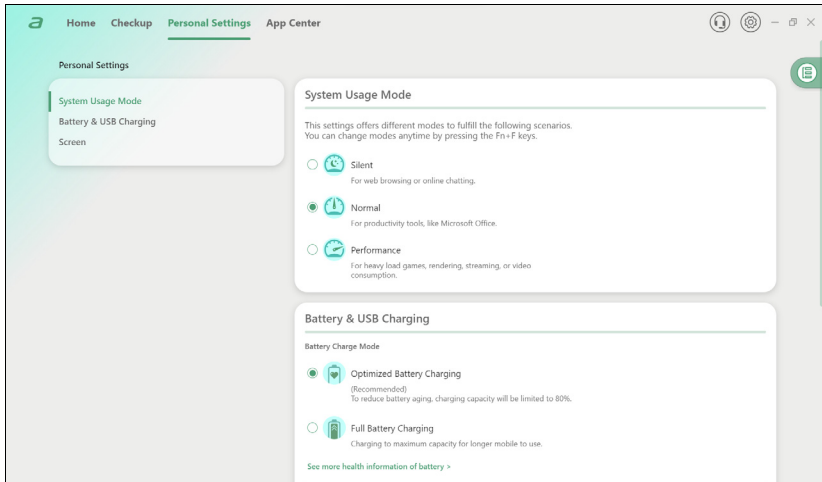 a Home Checkup Personal Settings App Center
Personal Settings
System Usage Mode
Battery & USB Charging
Screen
System Usage Mode
This settings offers different modes to fulfill the following scenarios.
You can change modes anytime by pressing the Fn+F keys.
Silent
For web browsing or online chatting.
Normal
For productivity tools, like Microsoft Office.
Performance
For heavy load games, rendering, streaming, or video
consumption.
Battery & USB Charging
Battery Charge Mode
Optimized Battery Charging
(Recommended)
To reduce battery aging, charging capacity will be limited to 80%.
Full Battery Charging
Charging to maximum capacity for longer mobile to use.
See more health information of battery >